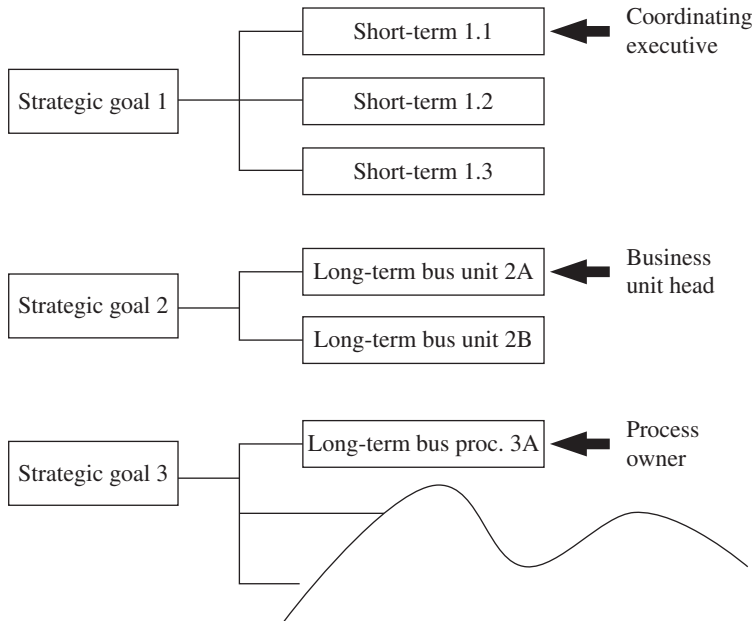 Strategic goal 1
Short-term 1.1
Coordinating
executive
Short-term 1.2
Short-term 1.3
Strategic goal 2
Long-term bus unit 2A
Business
unit head
Long-term bus unit 2B
Strategic goal 3
Long-term bus proc. 3A
Process
owner